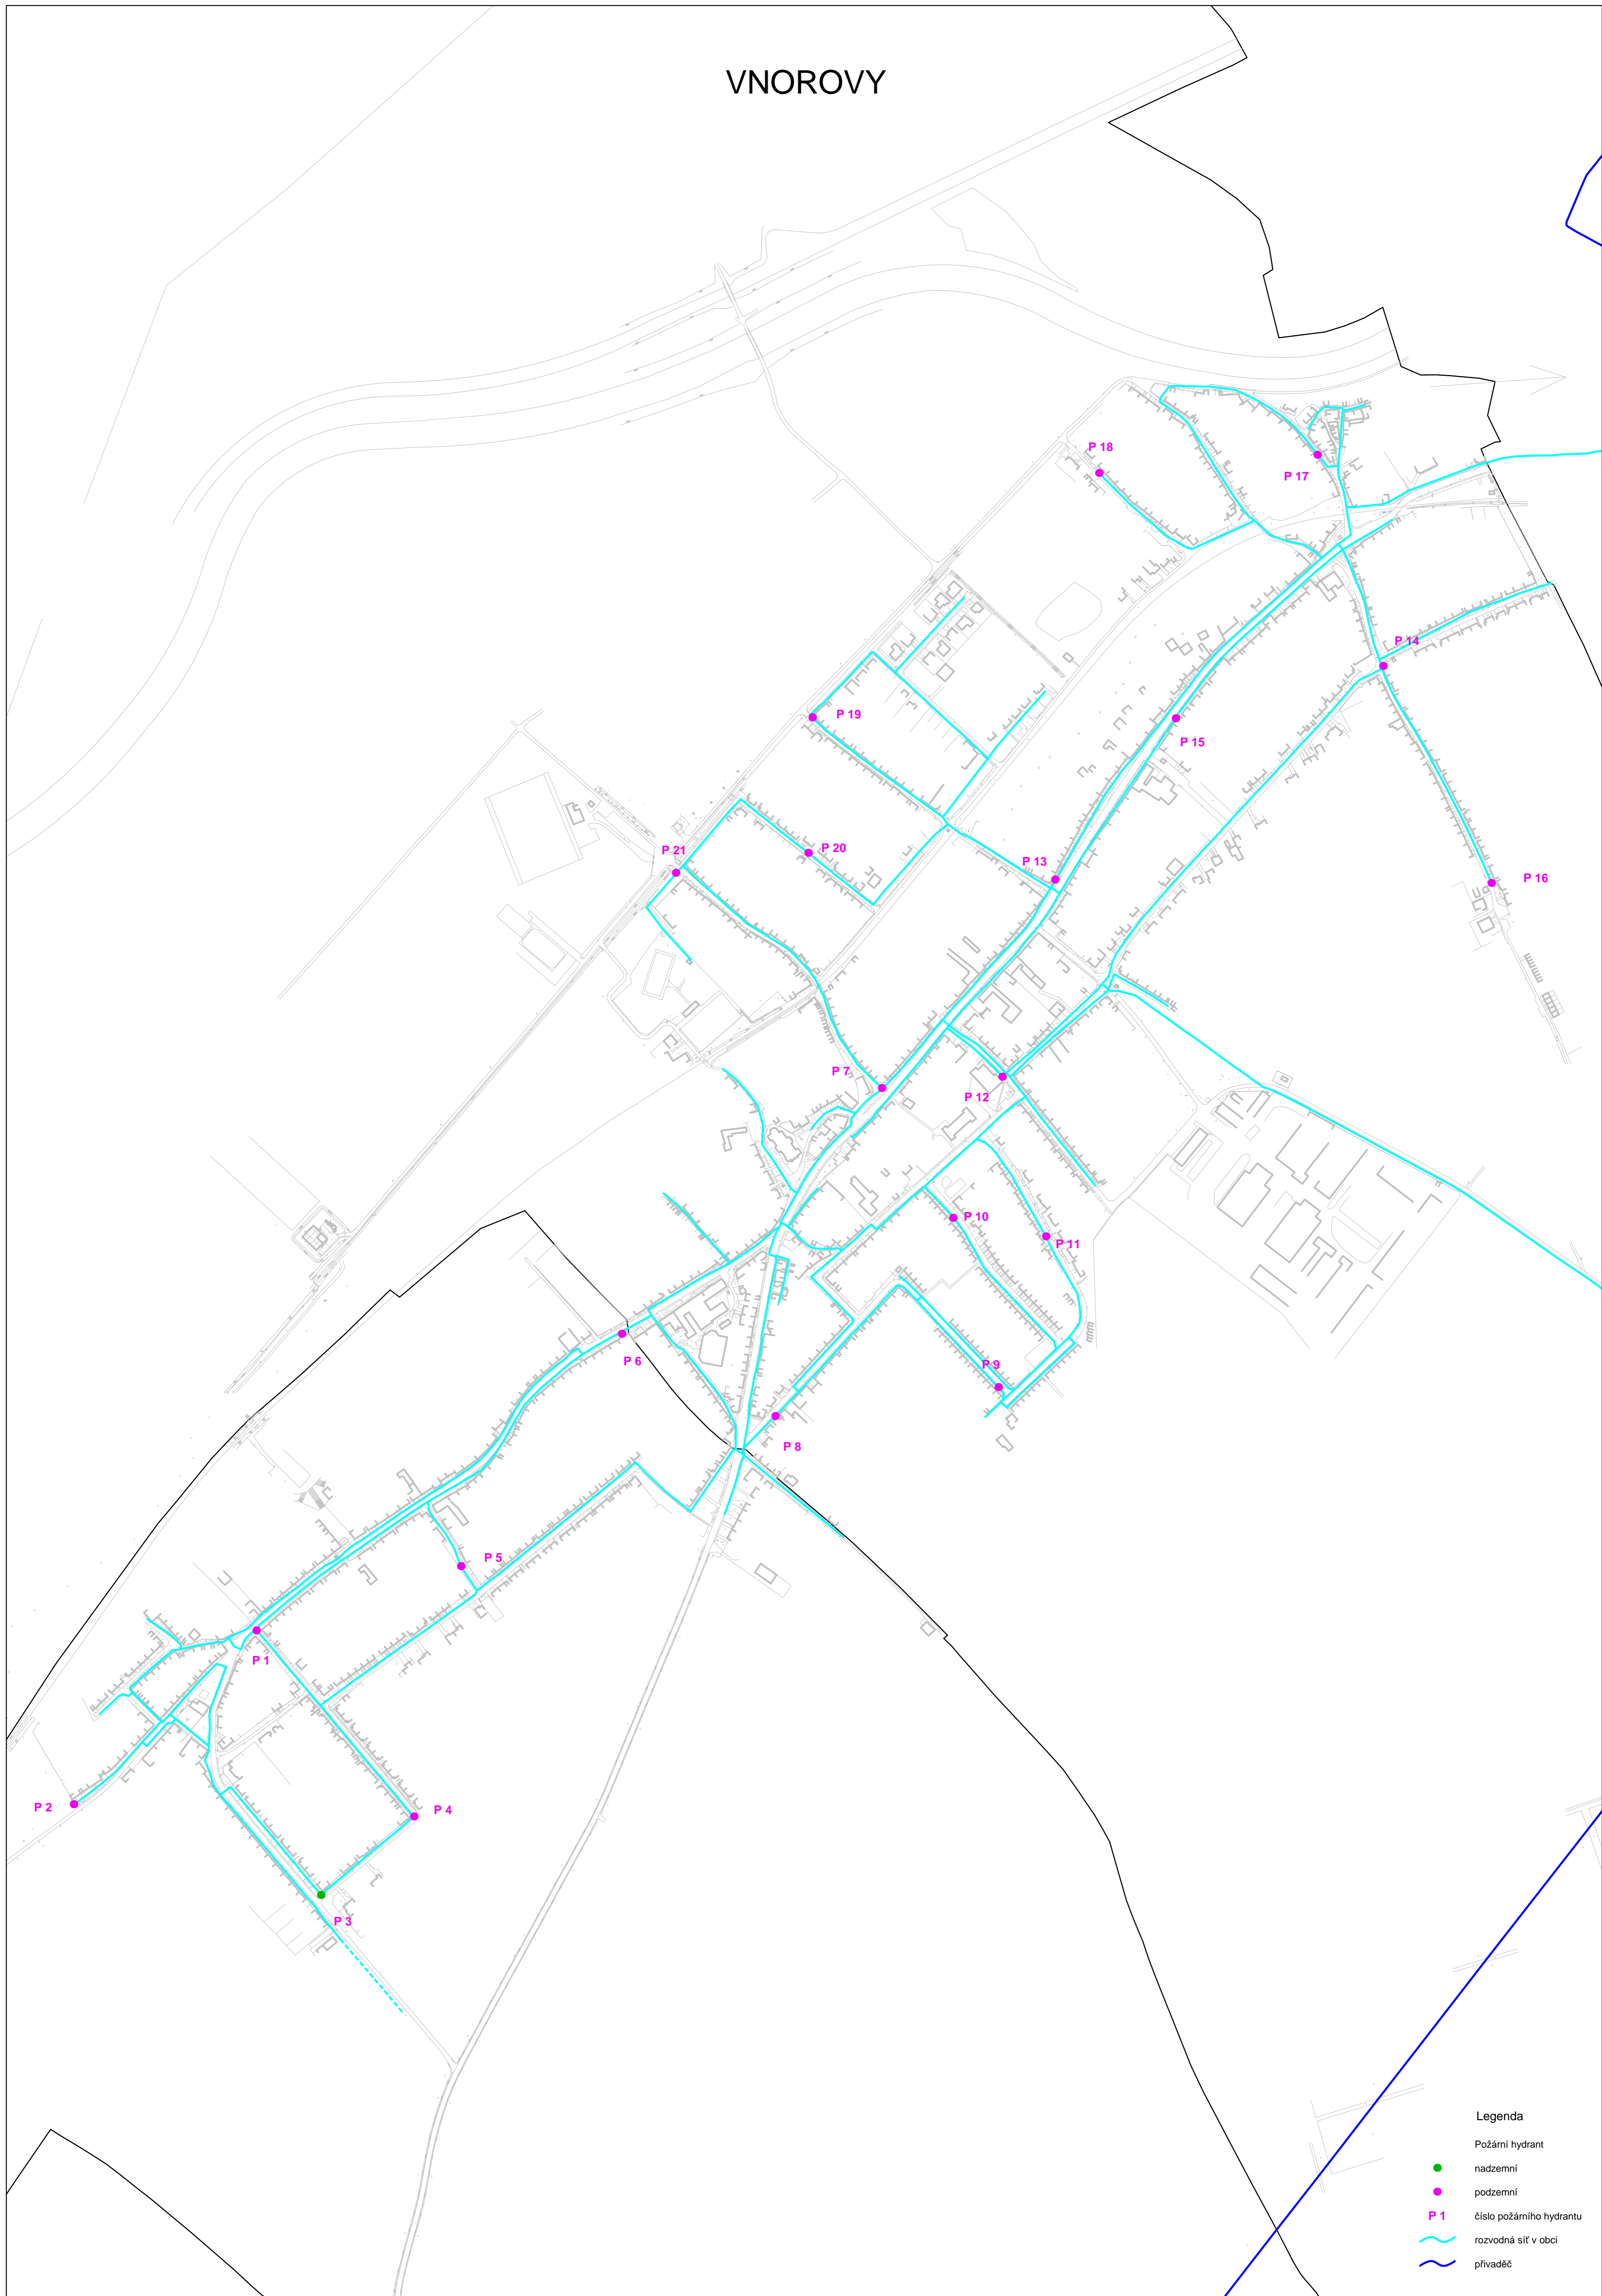 VNOROVY
P 18
P 17
P 14
P 19
P 15
P 20
P 21
P 13
P 16
P 7
P 12
P 10
P 11
P 6
P 9
P 8
P 5
P 1
P 2
P 4
P 3
Legenda
Požární hydrant
nadzemní
podzemní
P 1 číslo požárního hydrantu
rozvodná síť v obci
přivaděč